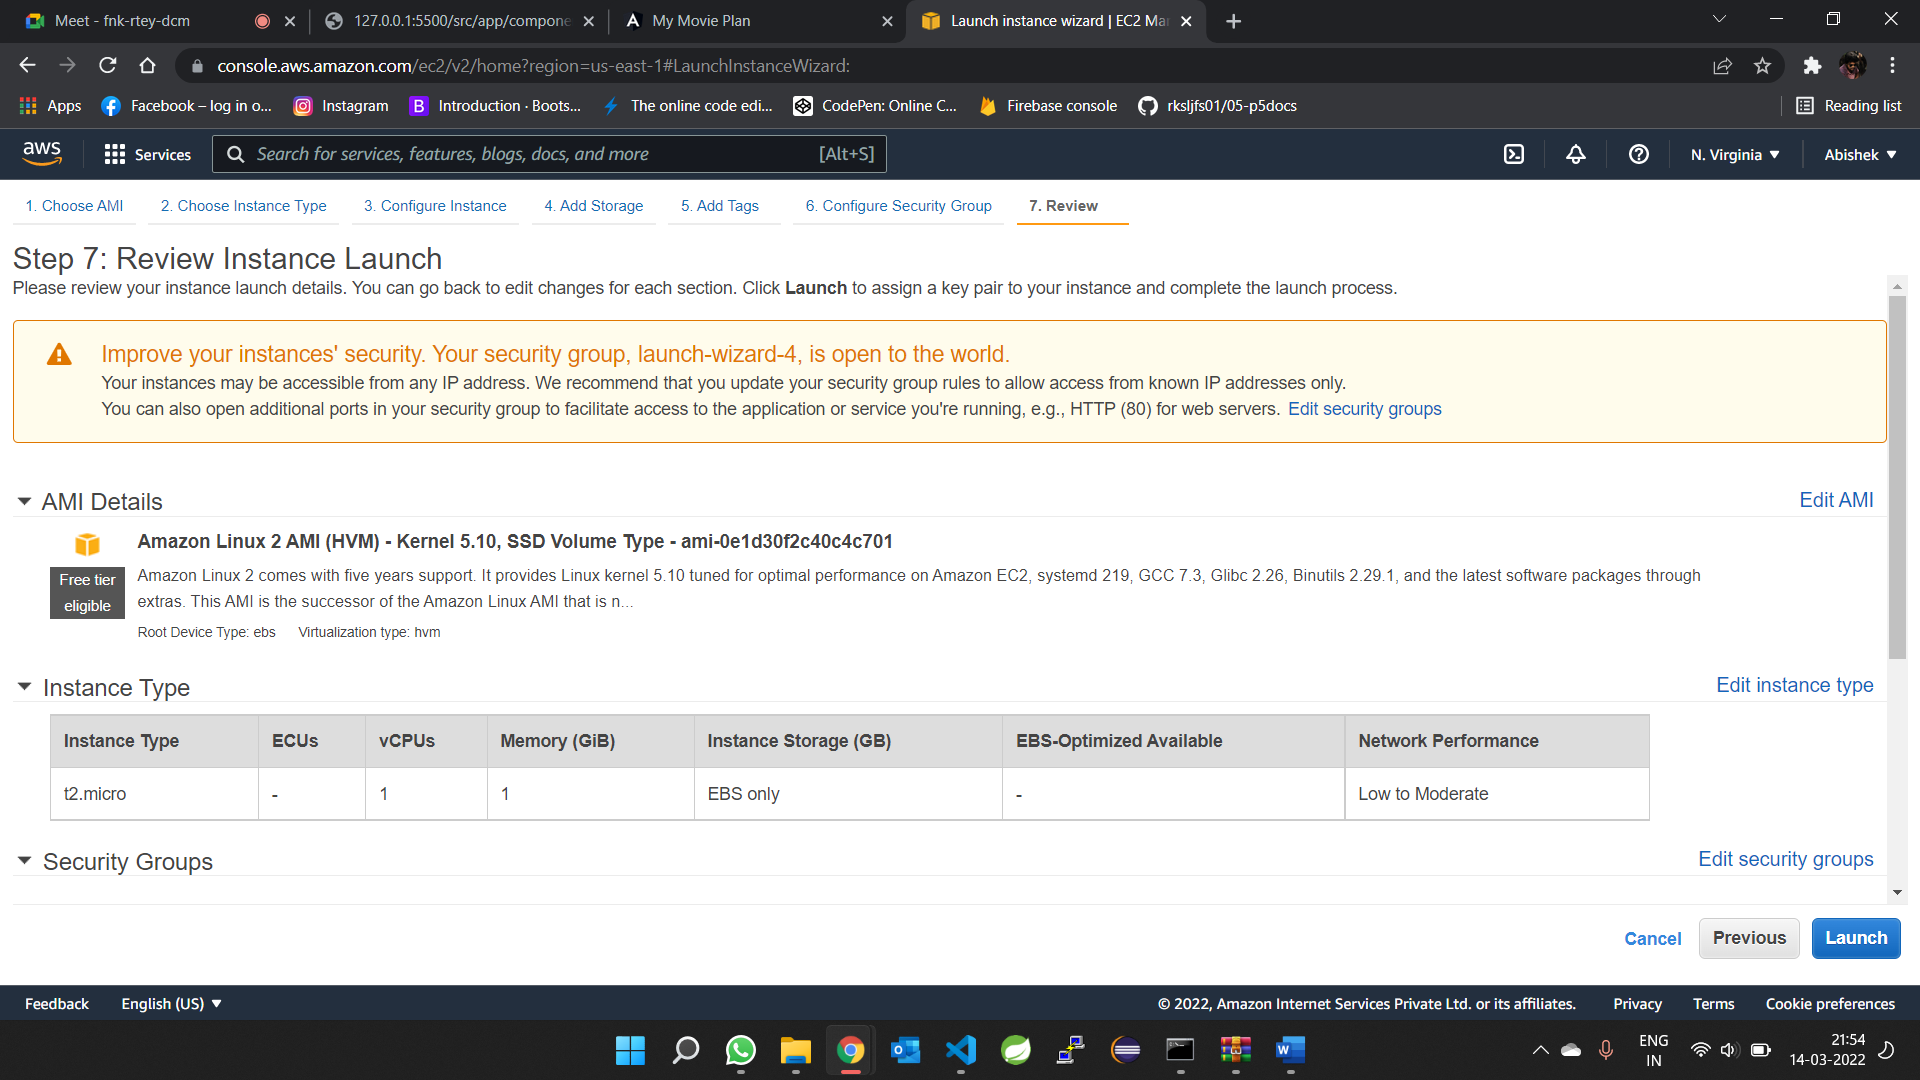 Meet - fnk-rtey-dcm
127.0.0.1:5500/src/app/compone
My Movie Plan
Launch instance wizard | EC2 Ma
console.aws.amazon.com/ec2/v2/home?region=us-east-1#LaunchInstanceWizard:
Apps
Facebook – log in o...
Instagram
Introduction · Boots...
The online code edi...
CodePen: Online C...
Firebase console
rksljfs01/05-p5docs
Reading list
aws
Services
Search for services, features, blogs, docs, and more
[Alt+S]
N. Virginia
Abishek
1. Choose AMI
2. Choose Instance Type
3. Configure Instance
4. Add Storage
5. Add Tags
6. Configure Security Group
7. Review
Step 7: Review Instance Launch
Please review your instance launch details. You can go back to edit changes for each section. Click Launch to assign a key pair to your instance and complete the launch process.
Improve your instances' security. Your security group, launch-wizard-4, is open to the world.
Your instances may be accessible from any IP address. We recommend that you update your security group rules to allow access from known IP addresses only.
You can also open additional ports in your security group to facilitate access to the application or service you're running, e.g., HTTP (80) for web servers. Edit security groups
AMI Details
Edit AMI
Amazon Linux 2 AMI (HVM) - Kernel 5.10, SSD Volume Type - ami-0e1d30f2c40c4c701
Free tier
eligible
Amazon Linux 2 comes with five years support. It provides Linux kernel 5.10 tuned for optimal performance on Amazon EC2, systemd 219, GCC 7.3, Glibc 2.26, Binutils 2.29.1, and the latest software packages through
extras. This AMI is the successor of the Amazon Linux AMI that is n...
Root Device Type: ebs
Virtualization type: hvm
Instance Type
Edit instance type
Instance Type
ECUs
vCPUs
Memory (GiB)
Instance Storage (GB)
EBS-Optimized Available
Network Performance
t2.micro
-
1
1
EBS only
-
Low to Moderate
Security Groups
Edit security groups
Cancel
Previous
Launch
Feedback
English (US)
© 2022, Amazon Internet Services Private Ltd. or its affiliates.
Privacy
Terms
Cookie preferences
ENG
IN
21:54
14-03-2022